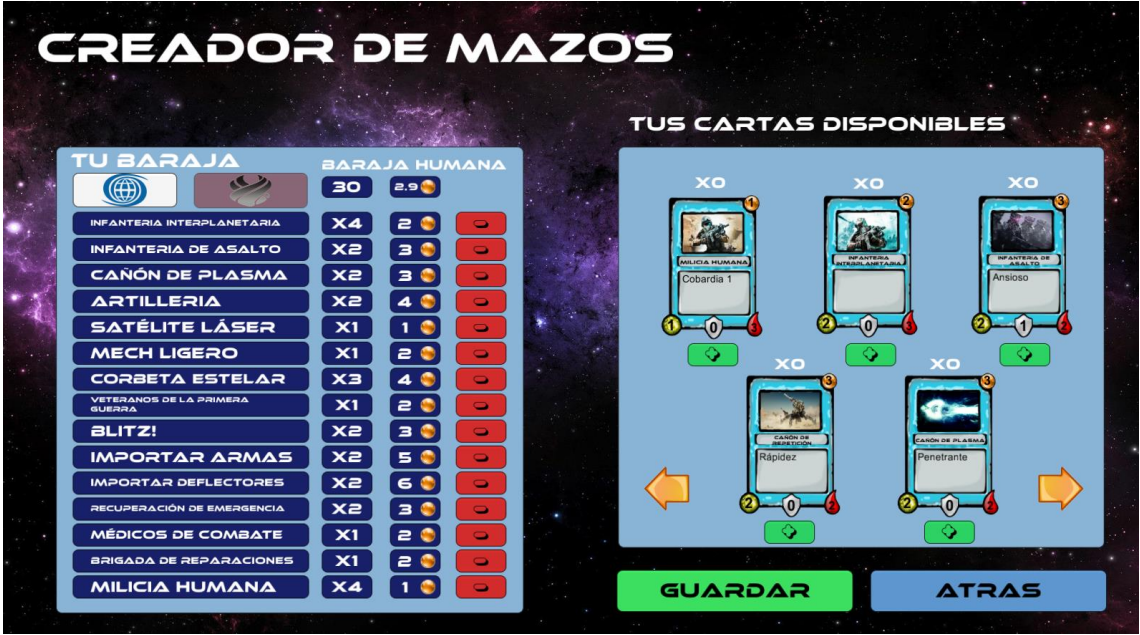 CREADOR DE MAZOS
TU BARAJA
BARAJA HUMANA
30 2.9
INFANTERIA INTERPLANETARIA X4 2
INFANTERIA DE ASALTO X2 3
CAÑÓN DE PLASMA X2 3
ARTILLERIA X2 4
SATÉLITE LÁSER X1 1
MECH LIGERO X1 2
CORBETA ESTELAR X3 4
VETERANOS DE LA PRIMERA
GUERRA X1 2
BLITZ! X2 3
IMPORTAR ARMAS X2 5
IMPORTAR DEFLECTORES X2 6
RECUPERACIÓN DE EMERGENCIA X2 3
MÉDICOS DE COMBATE X1 2
BRIGADA DE REPARACIONES X1 2
MILICIA HUMANA X4 1
TUS CARTAS DISPONIBLES
X0 X0 X0
1 2 3
MILICIA HUMANA
INFANTERIA
INTERPLANETARIA
INFANTERIA DE
ASALTO
Cobardia 1
Ansioso
1 0 3
2 0 3
2 1 2
X0 X0
3 3
CAÑÓN DE
REPETICIÓN
CAÑÓN DE PLASMA
Rápidez
Penetrante
2 0 2
2 0 2
GUARDAR
ATRAS